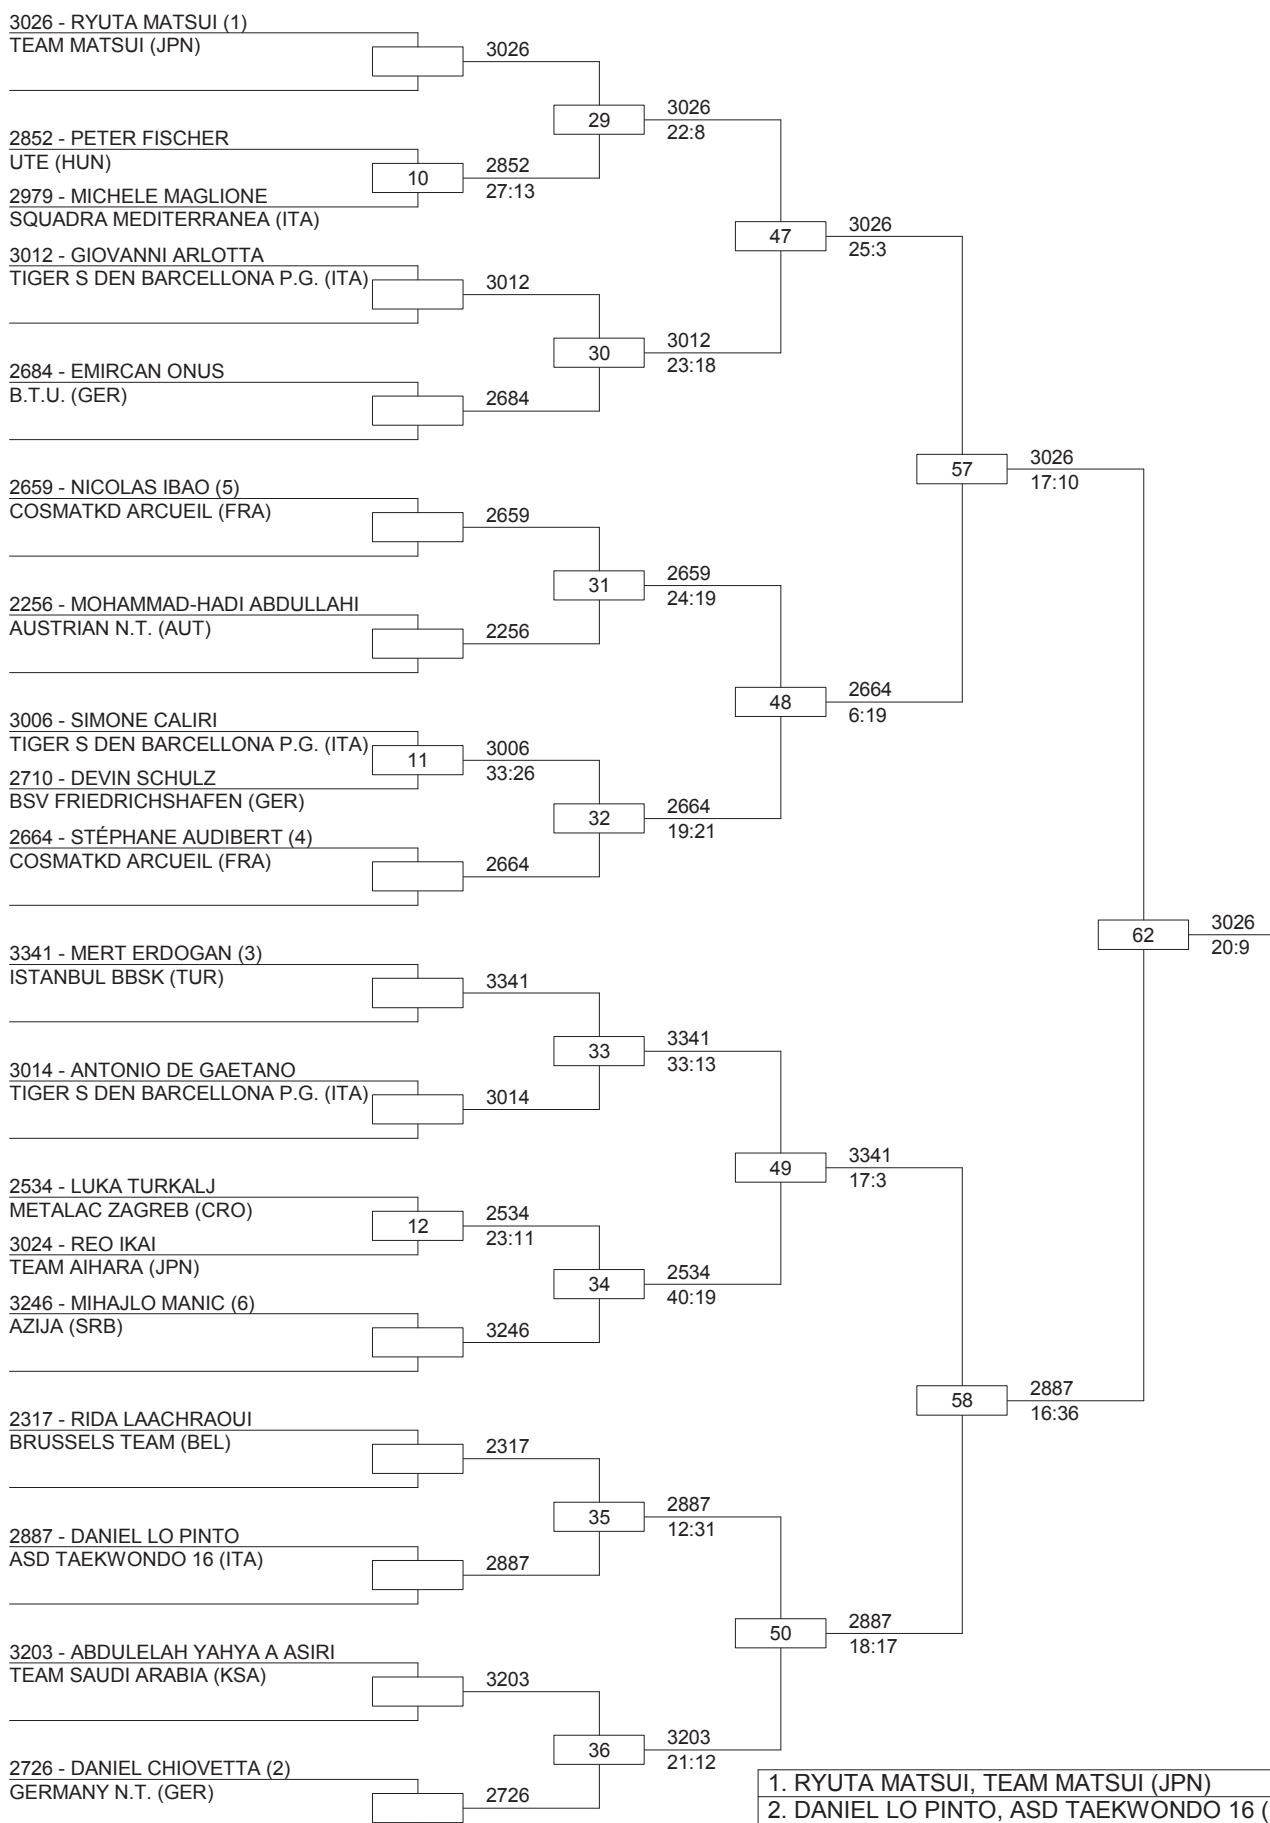 3026 - RYUTA MATSUI (1)
TEAM MATSUI (JPN)
3026
29
3026
22:8
2852 - PETER FISCHER
UTE (HUN)
10
2852
27:13
2979 - MICHELE MAGLIONE
SQUADRA MEDITERRANEA (ITA)
47
3026
25:3
3012 - GIOVANNI ARLOTTA
TIGER S DEN BARCELLONA P.G. (ITA)
3012
30
3012
23:18
2684 - EMIRCAN ONUS
B.T.U. (GER)
2684
57
3026
17:10
2659 - NICOLAS IBAO (5)
COSMATKD ARCUEIL (FRA)
2659
31
2659
24:19
2256 - MOHAMMAD-HADI ABDULLAHI
AUSTRIAN N.T. (AUT)
2256
48
2664
6:19
3006 - SIMONE CALIRI
TIGER S DEN BARCELLONA P.G. (ITA)
11
3006
33:26
2710 - DEVIN SCHULZ
BSV FRIEDRICHSHAFEN (GER)
32
2664
19:21
2664 - STÉPHANE AUDIBERT (4)
COSMATKD ARCUEIL (FRA)
2664
62
3026
20:9
3341 - MERT ERDOGAN (3)
ISTANBUL BBSK (TUR)
3341
33
3341
33:13
3014 - ANTONIO DE GAETANO
TIGER S DEN BARCELLONA P.G. (ITA)
3014
49
3341
17:3
2534 - LUKA TURKALJ
METALAC ZAGREB (CRO)
12
2534
23:11
3024 - REO IKAI
TEAM AIHARA (JPN)
34
2534
40:19
3246 - MIHAJLO MANIC (6)
AZIJA (SRB)
3246
58
2887
16:36
2317 - RIDA LAACHRAOUI
BRUSSELS TEAM (BEL)
2317
35
2887
12:31
2887 - DANIEL LO PINTO
ASD TAEKWONDO 16 (ITA)
2887
50
2887
18:17
3203 - ABDULELAH YAHYA A ASIRI
TEAM SAUDI ARABIA (KSA)
3203
36
3203
21:12
2726 - DANIEL CHIOVETTA (2)
GERMANY N.T. (GER)
2726
1. RYUTA MATSUI, TEAM MATSUI (JPN)
2. DANIEL LO PINTO, ASD TAEKWONDO 16 (